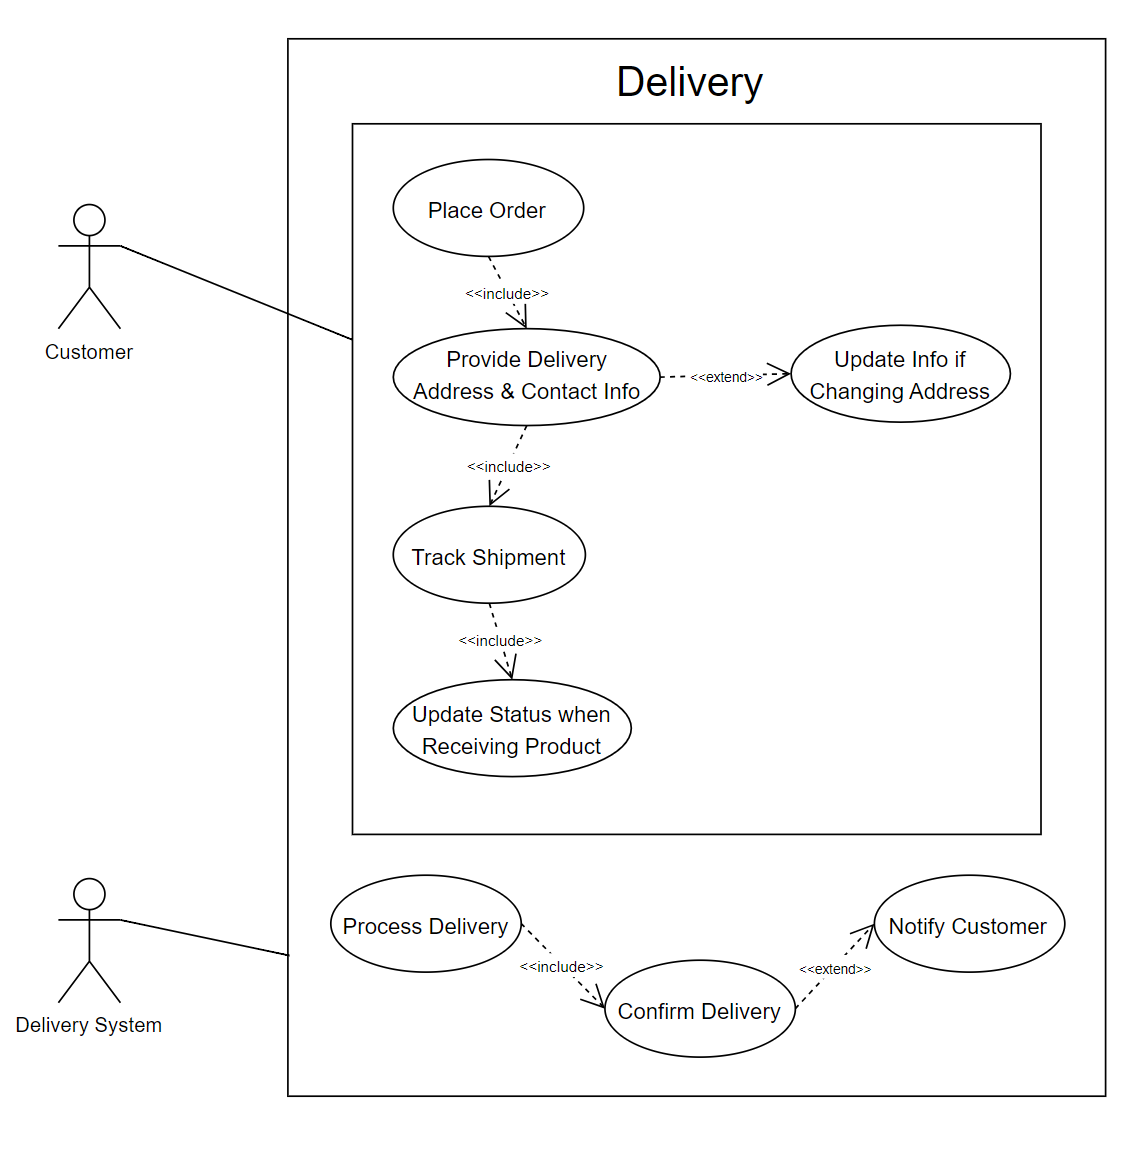 Delivery
Place Order
<<include>>
Customer
Provide Delivery
Address & Contact Info
<<extend>>
Update Info if
Changing Address
<<include>>
Track Shipment
<<include>>
Update Status when
Receiving Product
Process Delivery
<<include>>
Confirm Delivery
<<extend>>
Notify Customer
Delivery System